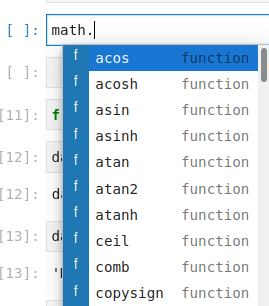 [ ]: math.
f acos function
[ ]: f acosh function
f asin function
[11]: f f asinh function
f atan function
[12]: da f atan2 function
[12]: da f atanh function
f ceil function
[13]: da f comb function
[13]: 'H f copysign function